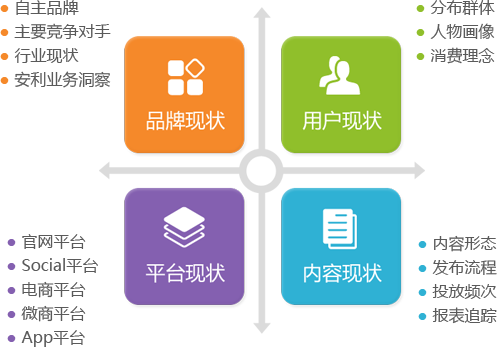 自主品牌
主要竞争对手
行业现状
安利业务洞察
品牌现状
分布群体
人物画像
消费理念
用户现状
官网平台
Social平台
电商平台
微商平台
App平台
平台现状
内容形态
发布流程
投放频次
报表追踪
内容现状